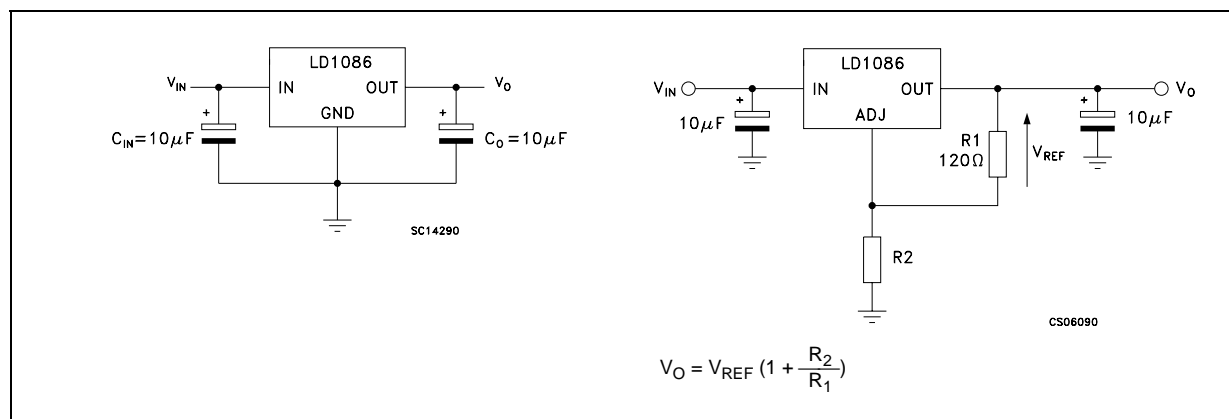 LD1086
V_IN
IN
OUT
V_O
GND
+
+
C_IN=10μF
C_O=10μF
SC14290
LD1086
V_IN
IN
OUT
V_O
ADJ
+
+
10μF
R1
120Ω
V_REF
10μF
R2
CS06090
V_O = V_REF (1 + R_2/R_1)